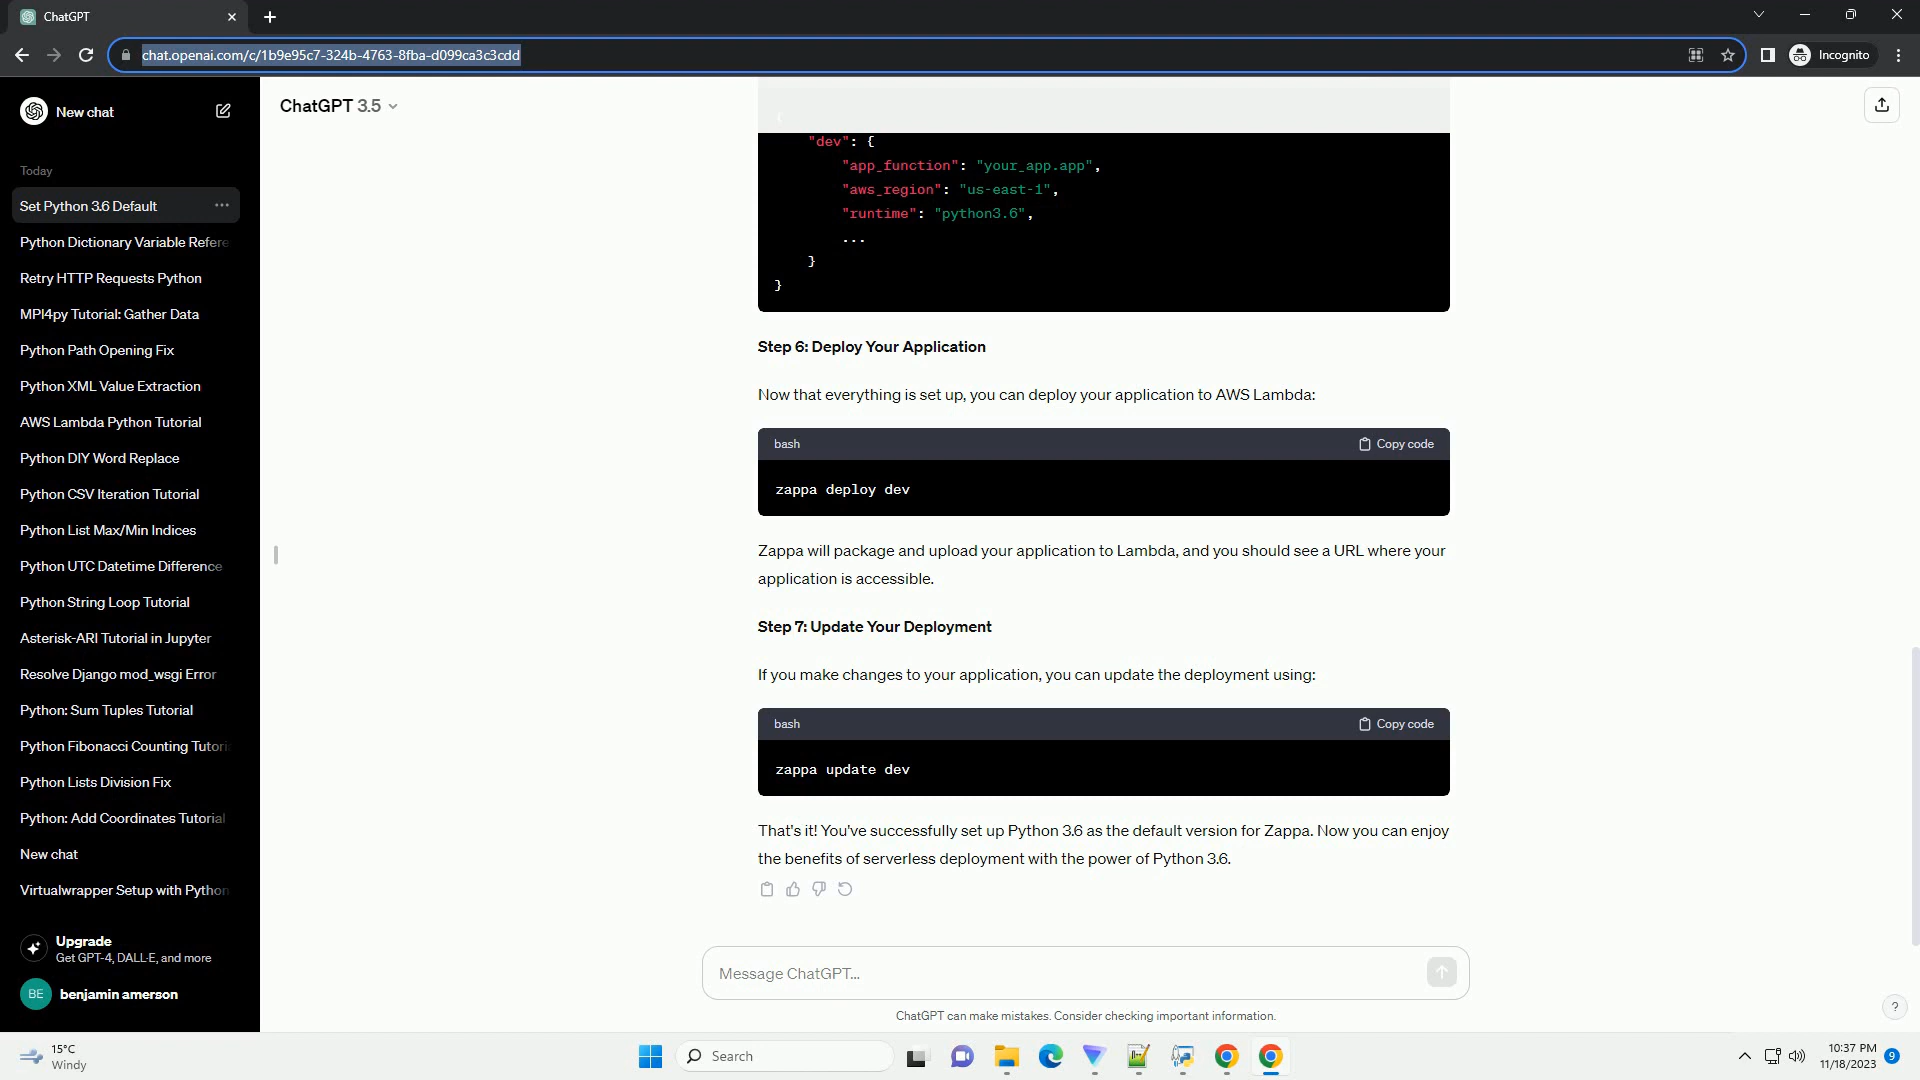 ChatGPT
chat.openai.com/c/1b9e95c7-324b-4763-8fba-d099ca3c3cdd
Incognito
New chat
Today
Set Python 3.6 Default
Python Dictionary Variable Refere
Retry HTTP Requests Python
MPI4py Tutorial: Gather Data
Python Path Opening Fix
Python XML Value Extraction
AWS Lambda Python Tutorial
Python DIY Word Replace
Python CSV Iteration Tutorial
Python List Max/Min Indices
Python UTC Datetime Difference
Python String Loop Tutorial
Asterisk-ARI Tutorial in Jupyter
Resolve Django mod_wsgi Error
Python: Sum Tuples Tutorial
Python Fibonacci Counting Tutori
Python Lists Division Fix
Python: Add Coordinates Tutorial
New chat
Virtualwrapper Setup with Python
Upgrade
Get GPT-4, DALL·E, and more
BE benjamin amerson
ChatGPT 3.5
{
"dev": {
"app_function": "your_app.app",
"aws_region": "us-east-1",
"runtime": "python3.6",
...
}
}
Step 6: Deploy Your Application
Now that everything is set up, you can deploy your application to AWS Lambda:
bash Copy code
zappa deploy dev
Zappa will package and upload your application to Lambda, and you should see a URL where your
application is accessible.
Step 7: Update Your Deployment
If you make changes to your application, you can update the deployment using:
bash Copy code
zappa update dev
That's it! You've successfully set up Python 3.6 as the default version for Zappa. Now you can enjoy
the benefits of serverless deployment with the power of Python 3.6.
Message ChatGPT...
ChatGPT can make mistakes. Consider checking important information.
?
15°C
Windy
Search
10:37 PM
11/18/2023
9